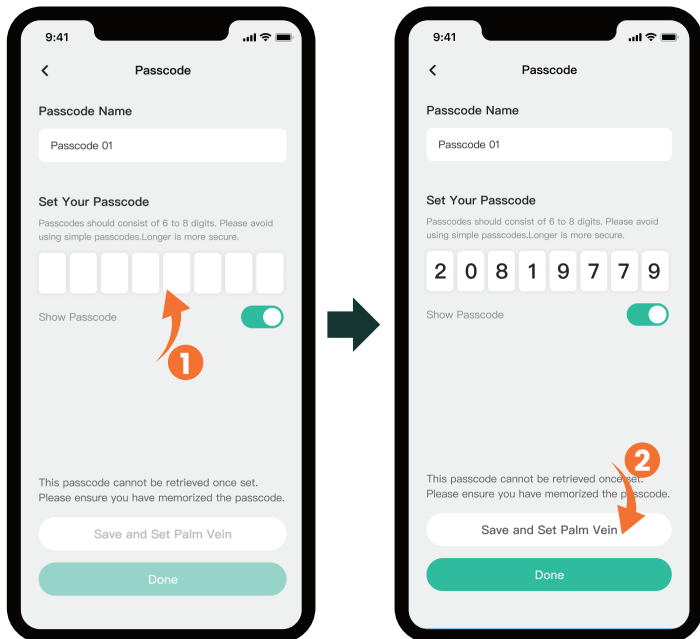 9:41
Passcode
Passcode Name
Passcode 01
Set Your Passcode
Passcodes should consist of 6 to 8 digits. Please avoid
using simple passcodes.Longer is more secure.
Show Passcode
1
This passcode cannot be retrieved once set.
Please ensure you have memorized the passcode.
Save and Set Palm Vein
Done
9:41
Passcode
Passcode Name
Passcode 01
Set Your Passcode
Passcodes should consist of 6 to 8 digits. Please avoid
using simple passcodes.Longer is more secure.
2 0 8 1 9 7 7 9
Show Passcode
2
This passcode cannot be retrieved once set.
Please ensure you have memorized the passcode.
Save and Set Palm Vein
Done